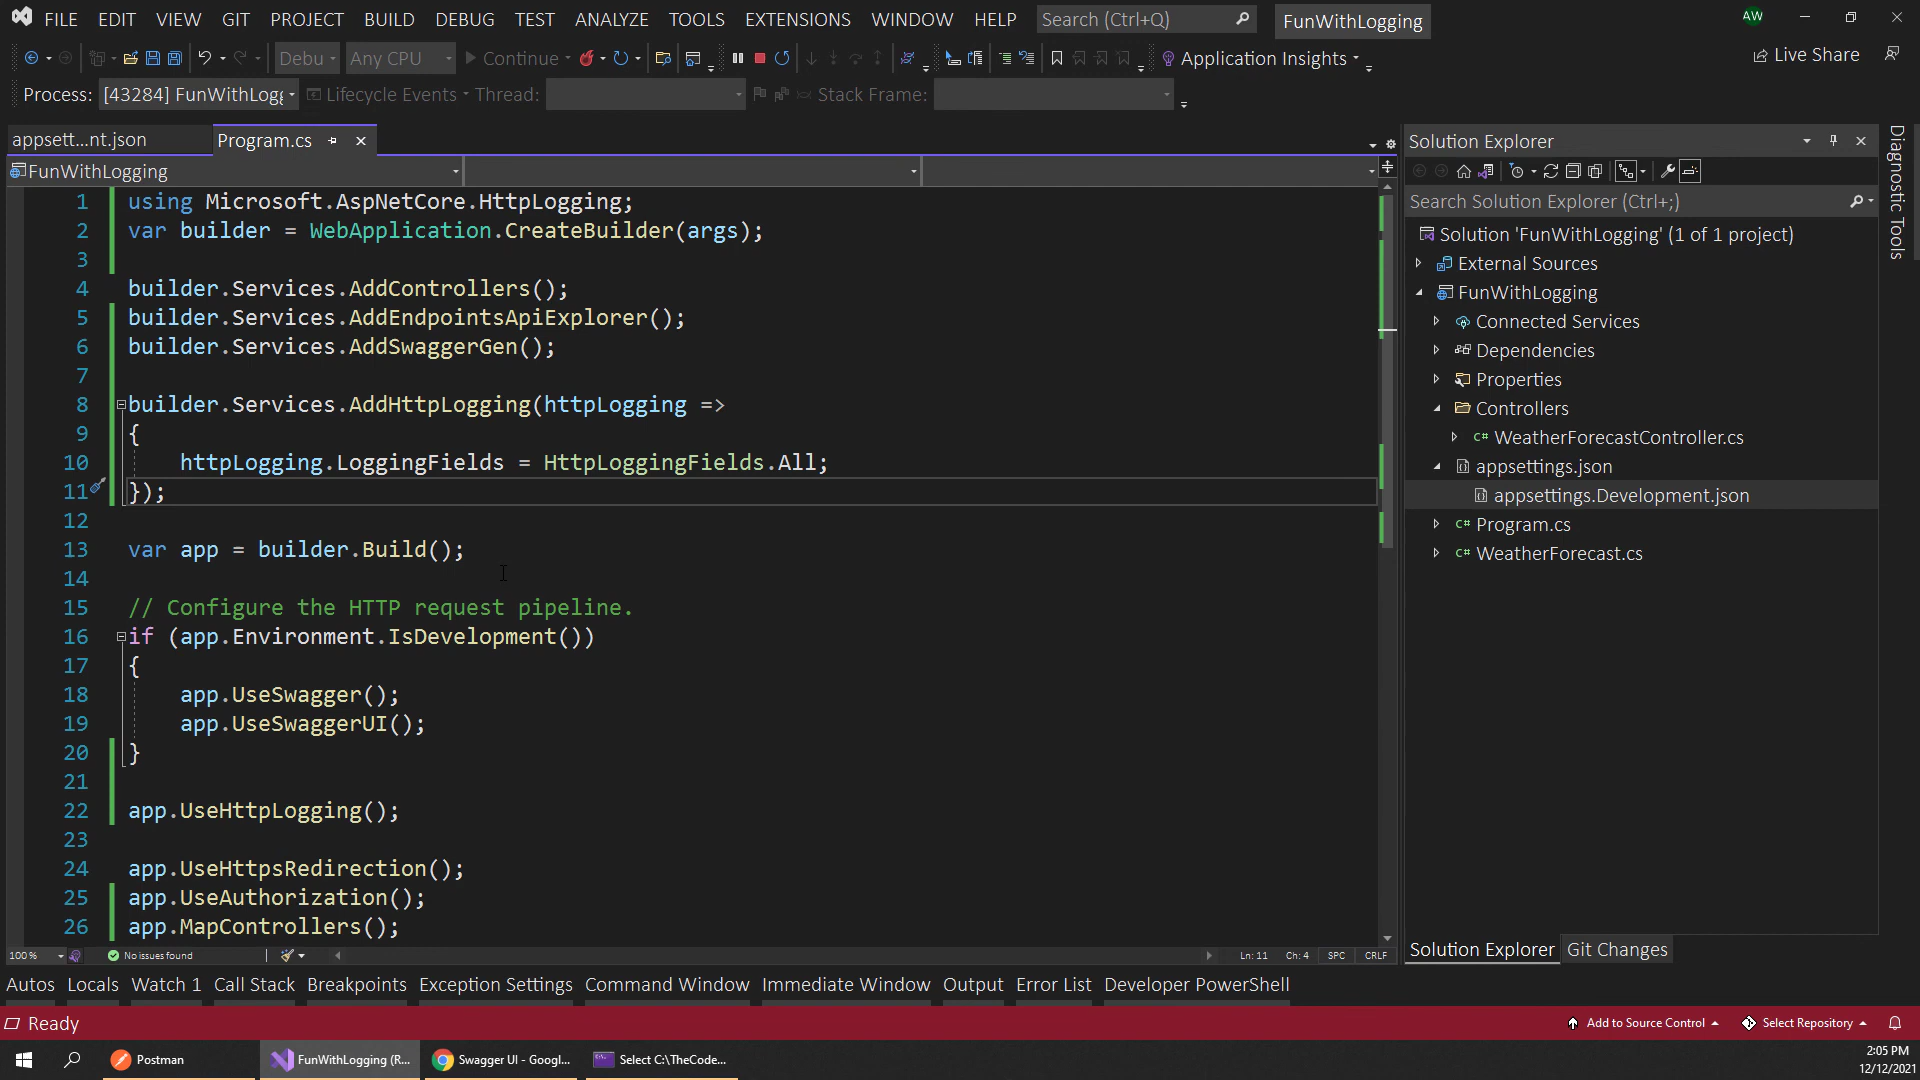 FILE EDIT VIEW GIT PROJECT BUILD DEBUG TEST ANALYZE TOOLS EXTENSIONS WINDOW HELP Search (Ctrl+Q) FunWithLogging AW
Debug Any CPU Continue Application Insights Live Share
Process: [43284] FunWithLogg Lifecycle Events Thread: Stack Frame:
appsett...nt.json Program.cs
FunWithLogging
1 using Microsoft.AspNetCore.HttpLogging;
2 var builder = WebApplication.CreateBuilder(args);
3
4 builder.Services.AddControllers();
5 builder.Services.AddEndpointsApiExplorer();
6 builder.Services.AddSwaggerGen();
7
8 builder.Services.AddHttpLogging(httpLogging =>
9 {
10 httpLogging.LoggingFields = HttpLoggingFields.All;
11 });
12
13 var app = builder.Build();
14
15 // Configure the HTTP request pipeline.
16 if (app.Environment.IsDevelopment())
17 {
18 app.UseSwagger();
19 app.UseSwaggerUI();
20 }
21
22 app.UseHttpLogging();
23
24 app.UseHttpsRedirection();
25 app.UseAuthorization();
26 app.MapControllers();
100 % No issues found Ln: 11 Ch: 4 SPC CRLF
Solution Explorer
Search Solution Explorer (Ctrl+;)
Solution 'FunWithLogging' (1 of 1 project)
External Sources
FunWithLogging
Connected Services
Dependencies
Properties
Controllers
C# WeatherForecastController.cs
appsettings.json
appsettings.Development.json
C# Program.cs
C# WeatherForecast.cs
Solution Explorer Git Changes
Diagnostic Tools
Autos Locals Watch 1 Call Stack Breakpoints Exception Settings Command Window Immediate Window Output Error List Developer PowerShell
Ready Add to Source Control Select Repository
Postman FunWithLogging (R... Swagger UI - Googl... Select C:\TheCode...
2:05 PM
12/12/2021